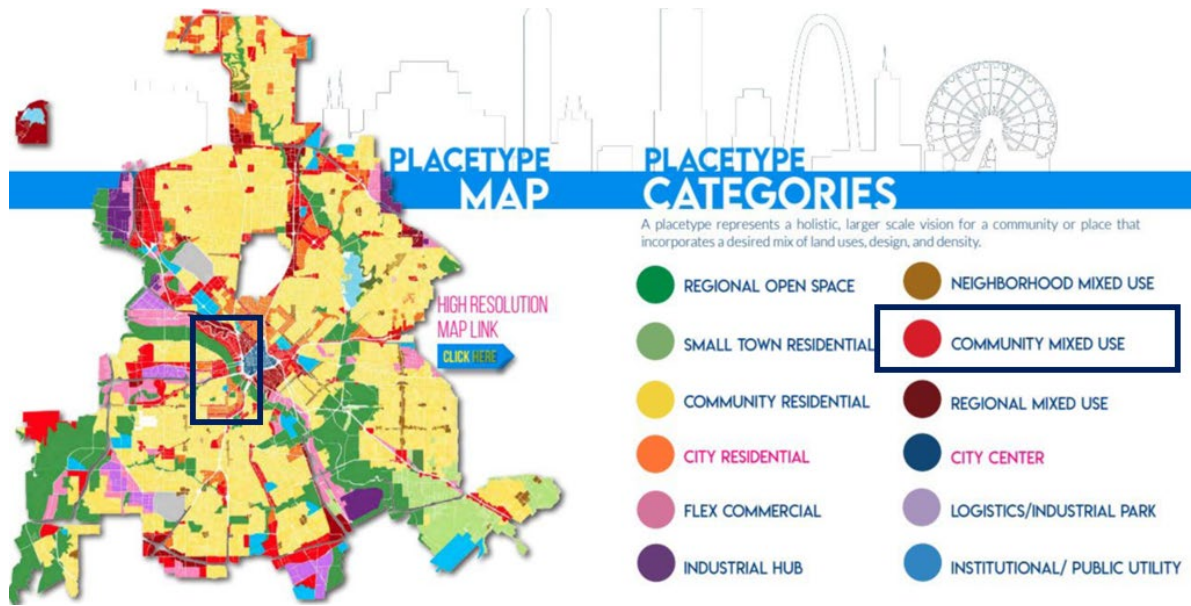 PLACETYPE
MAP
HIGH RESOLUTION
MAP LINK
CLICK HERE
PLACETYPE
CATEGORIES
A placetype represents a holistic, larger scale vision for a community or place that
incorporates a desired mix of land uses, design, and density.
REGIONAL OPEN SPACE
SMALL TOWN RESIDENTIAL
COMMUNITY RESIDENTIAL
CITY RESIDENTIAL
FLEX COMMERCIAL
INDUSTRIAL HUB
NEIGHBORHOOD MIXED USE
COMMUNITY MIXED USE
REGIONAL MIXED USE
CITY CENTER
LOGISTICS/INDUSTRIAL PARK
INSTITUTIONAL/ PUBLIC UTILITY